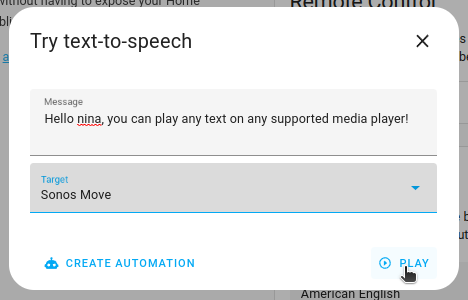 without having to expose your Home
Remote Control
Try text-to-speech
Message
Hello nina, you can play any text on any supported media player!
Target
Sonos Move
CREATE AUTOMATION
PLAY
American English